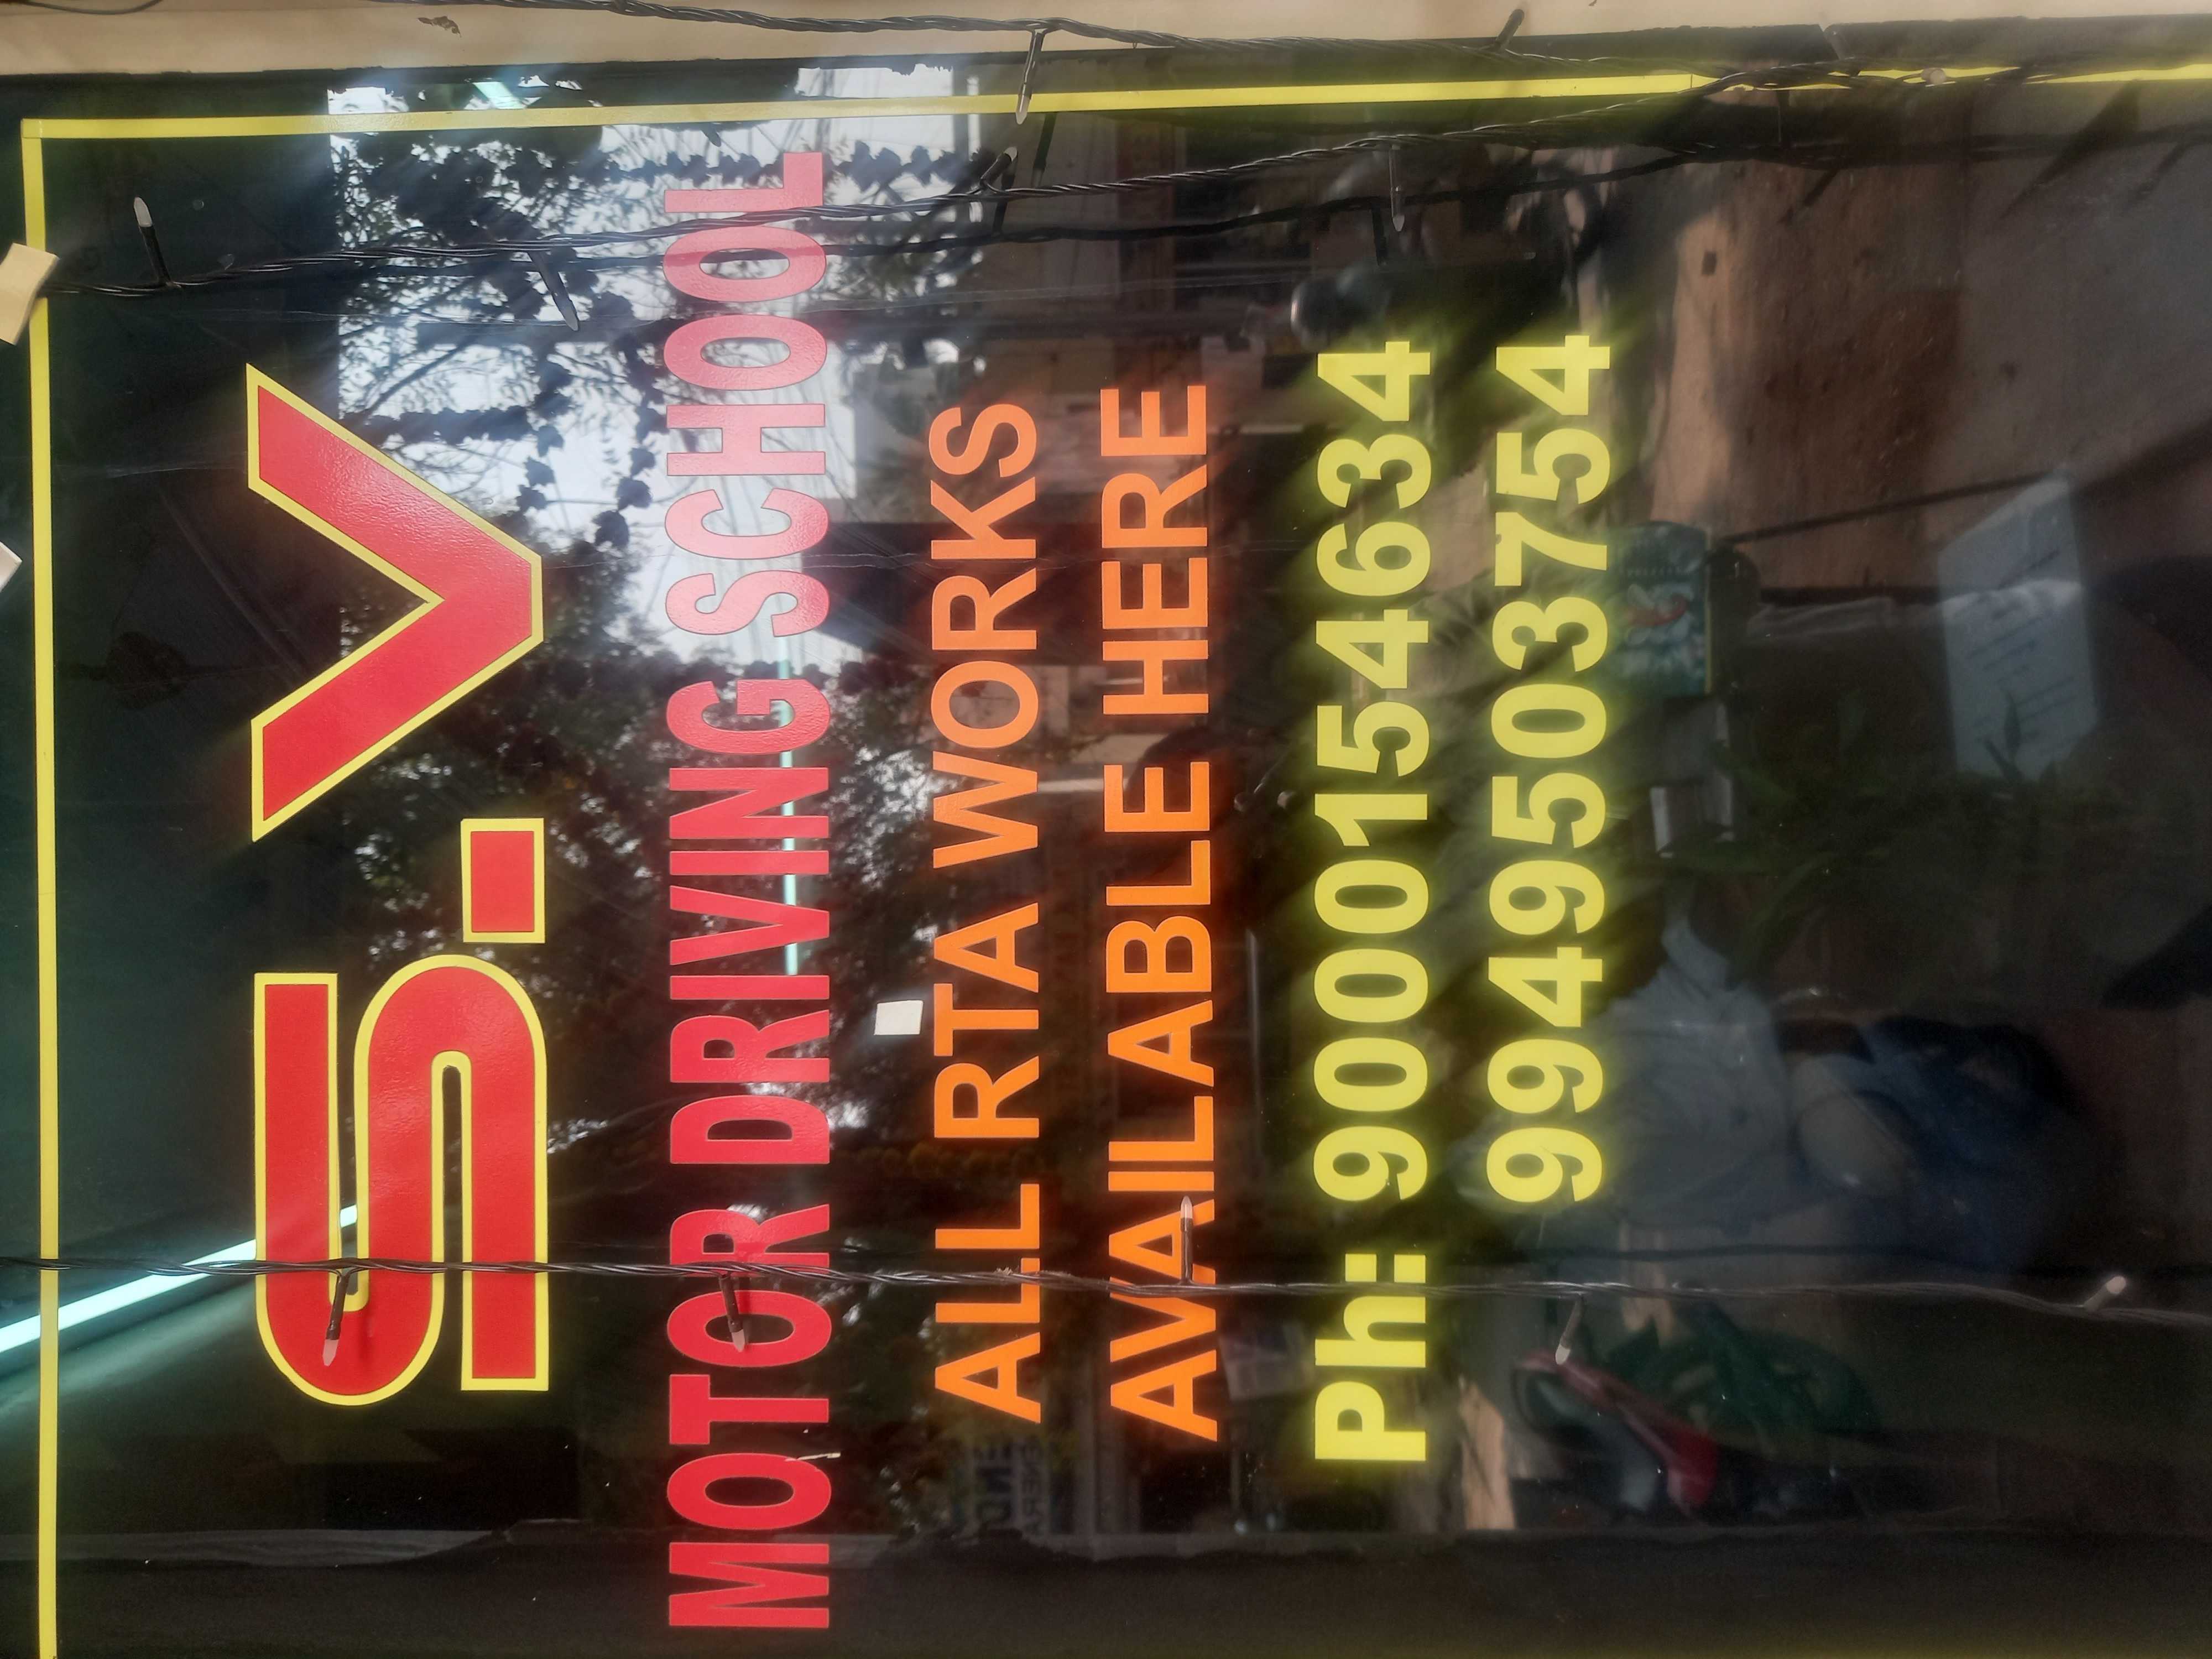 S.V
MOTOR DRIVING SCHOOL
ALL RTA WORKS
AVAILABLE HERE
Ph: 9000154634
9949503754